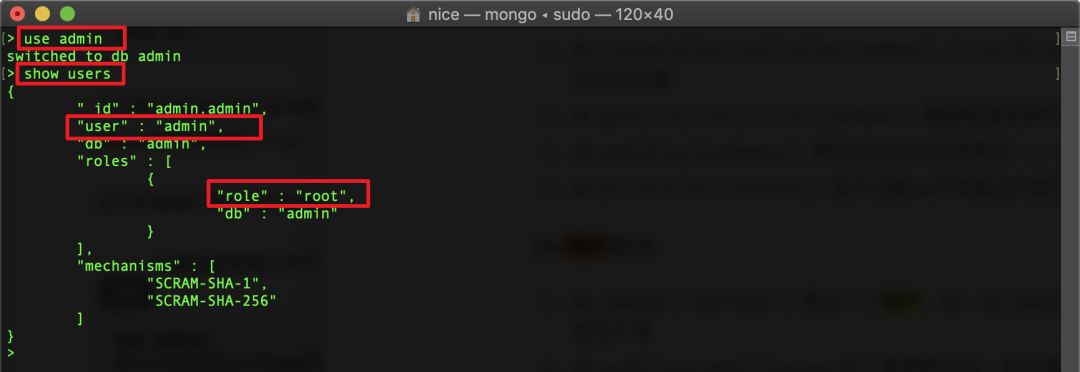 nice — mongo ◂ sudo — 120×40
[> use admin ]
switched to db admin
[> show users ]
{
"_id" : "admin.admin",
"user" : "admin",
"db" : "admin",
"roles" : [
{
"role" : "root",
"db" : "admin"
}
],
"mechanisms" : [
"SCRAM-SHA-1",
"SCRAM-SHA-256"
]
}
>